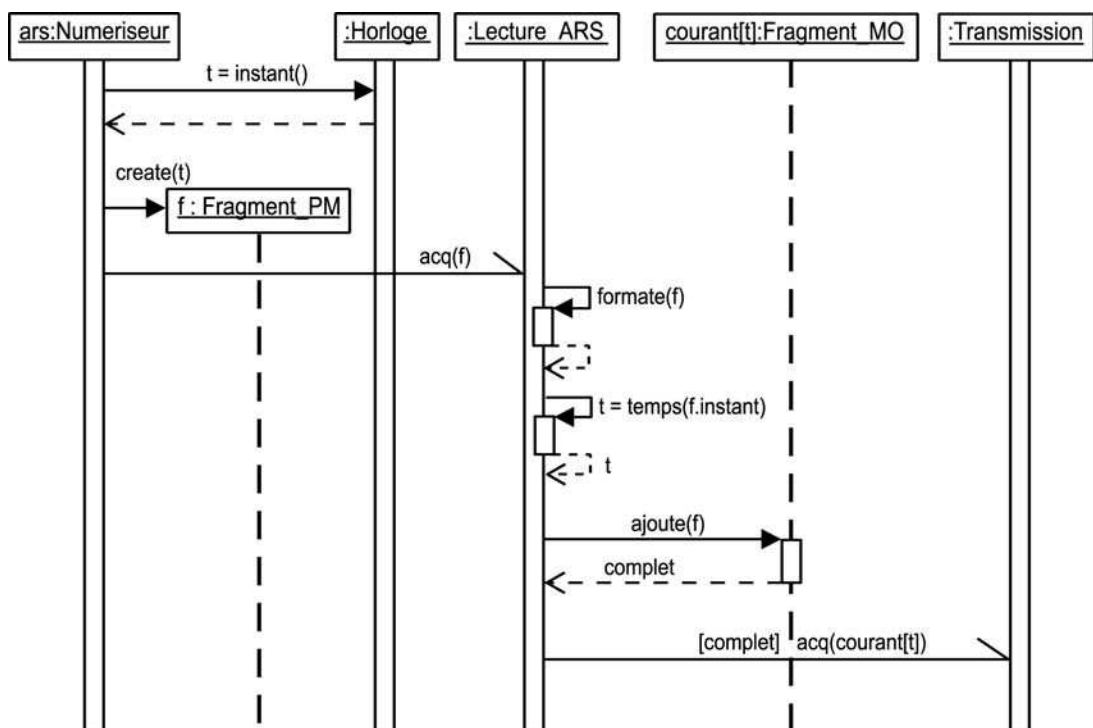 ars:Numeriseur
:Horloge
:Lecture_ARS
courant[t]:Fragment_MO
:Transmission
t = instant()
create(t)
f : Fragment_PM
acq(f)
formate(f)
t = temps(f.instant)
t
ajoute(f)
complet
[complet] acq(courant[t])